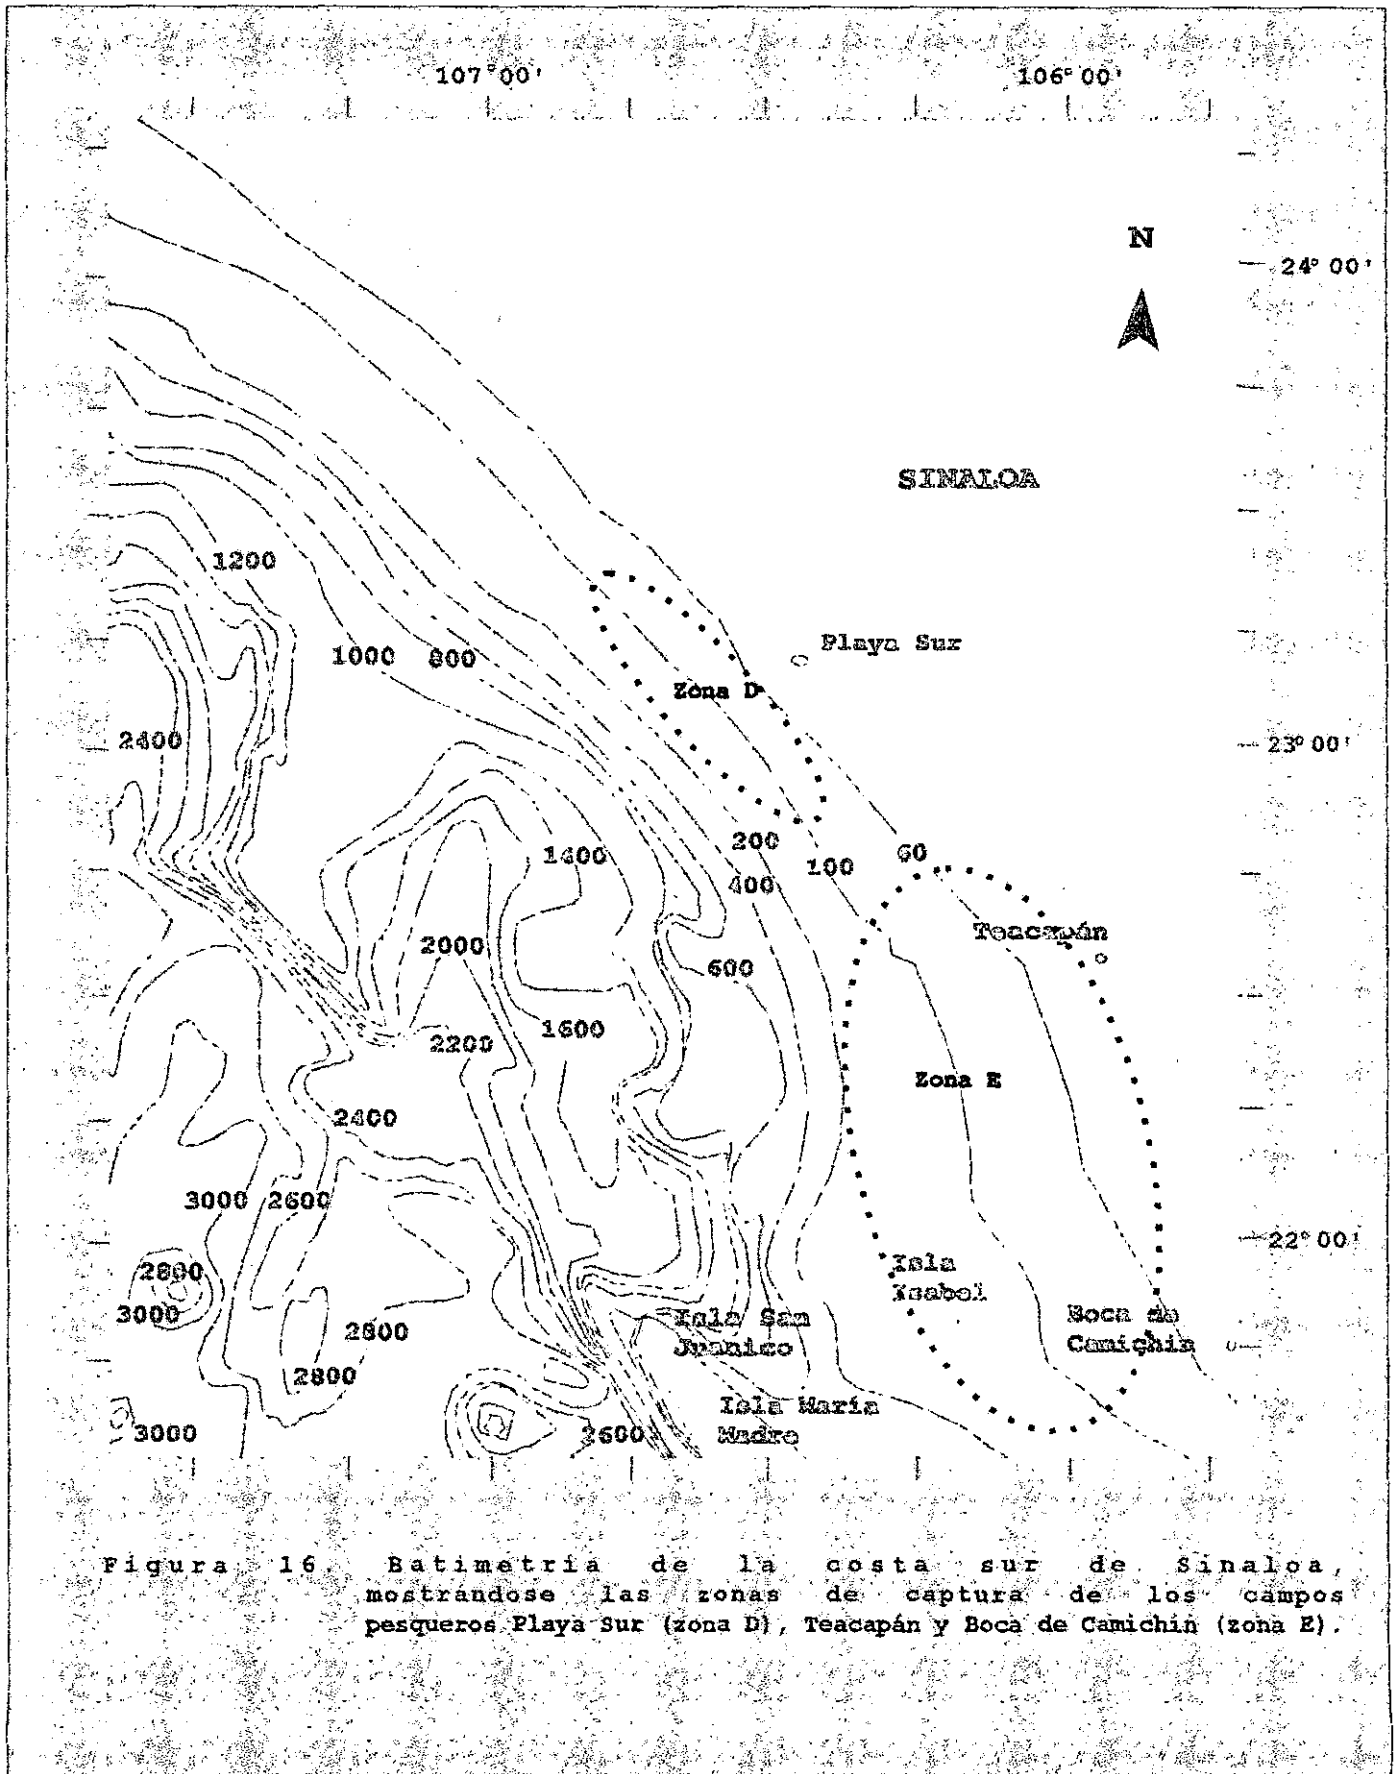 107°00'
106°00'
N
24°00'
SINALOA
1200
Playa Sur
1000
800
Zona D
2400
23°00'
200
1400
60
100
400
Teacapán
2000
600
1600
2200
Zona E
2400
3000
2600
22°00'
Isla
Isabel
2800
3000
Isla San
Juanico
Boca de
Camichin
2800
2800
Isla María
Madre
3000
2600
Figura 16. Batimetría de la costa sur de Sinaloa,
mostrándose las zonas de captura de los campos
pesqueros Playa Sur (zona D), Teacapán y Boca de Camichin (zona E).